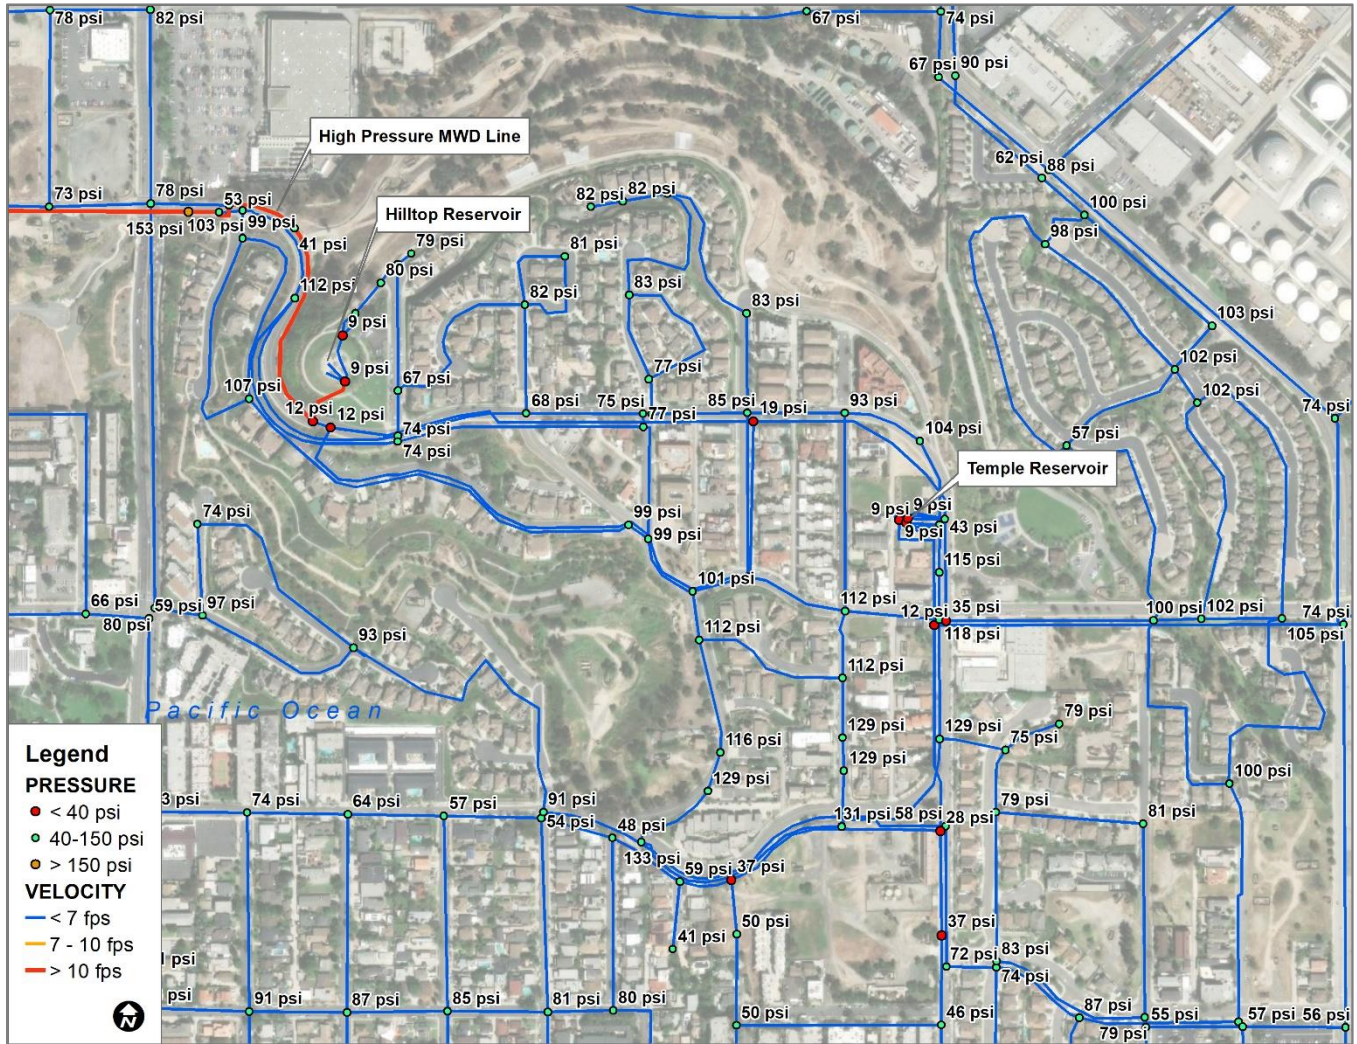 78 psi
82 psi
67 psi
74 psi
67 psi
90 psi
High Pressure MWD Line
62 psi
88 psi
73 psi
78 psi
53 psi
82 psi
82 psi
100 psi
153 psi
103 psi
99 psi
Hilltop Reservoir
41 psi
79 psi
81 psi
98 psi
80 psi
112 psi
82 psi
83 psi
83 psi
9 psi
103 psi
9 psi
77 psi
102 psi
107 psi
67 psi
102 psi
12 psi
12 psi
68 psi
75 psi
77 psi
85 psi
19 psi
93 psi
74 psi
74 psi
74 psi
104 psi
57 psi
Temple Reservoir
74 psi
99 psi
99 psi
9 psi
9 psi
9 psi
43 psi
115 psi
101 psi
66 psi
59 psi
97 psi
80 psi
112 psi
12 psi
35 psi
118 psi
100 psi
102 psi
74 psi
105 psi
93 psi
112 psi
112 psi
Pacific Ocean
129 psi
129 psi
79 psi
75 psi
116 psi
129 psi
129 psi
100 psi
3 psi
74 psi
64 psi
57 psi
91 psi
54 psi
48 psi
131 psi
58 psi
28 psi
79 psi
81 psi
133 psi
59 psi
37 psi
50 psi
41 psi
37 psi
72 psi
83 psi
74 psi
1 psi
psi
91 psi
87 psi
85 psi
81 psi
80 psi
50 psi
46 psi
87 psi
79 psi
55 psi
57 psi
56 psi
Legend
PRESSURE
< 40 psi
40-150 psi
> 150 psi
VELOCITY
< 7 fps
7 - 10 fps
> 10 fps
N